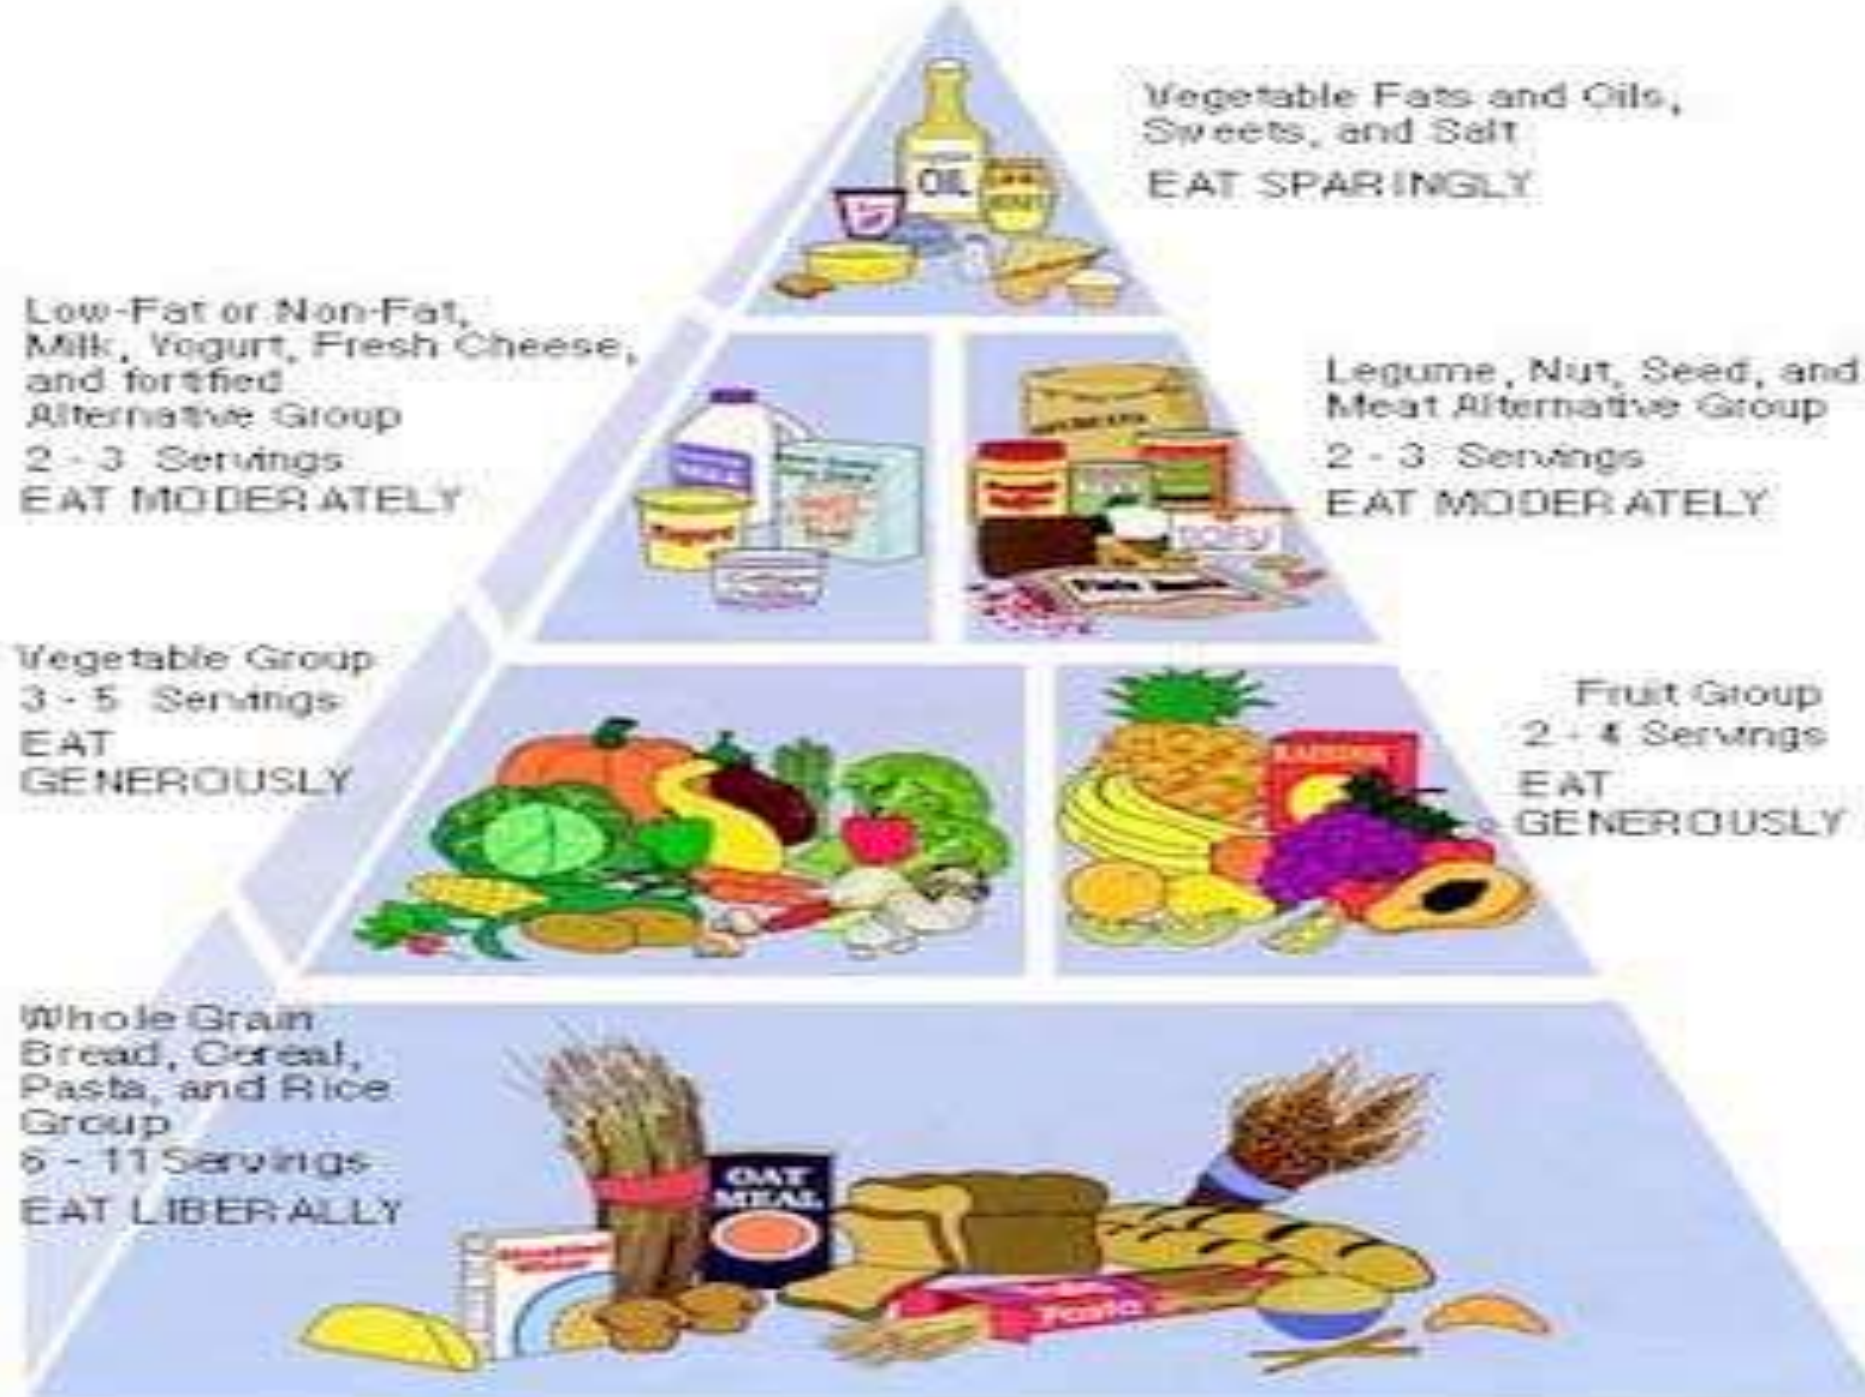 Vegetable Fats and Oils,
Sweets, and Salt
EAT SPARINGLY
OIL
Low-Fat or Non-Fat,
Milk, Yogurt, Fresh Cheese,
and fortified
Alternative Group
2 - 3 Servings
EAT MODERATELY
MILK
Yogurt
Legume, Nut, Seed, and
Meat Alternative Group
2 - 3 Servings
EAT MODERATELY
TOFU
Vegetable Group
3 - 5 Servings
EAT
GENEROUSLY
Fruit Group
2 - 4 Servings
EAT
GENEROUSLY
RAISINS
Whole Grain
Bread, Cereal,
Pasta, and Rice
Group
6 - 11 Servings
EAT LIBERALLY
OAT
MEAL
Pasta